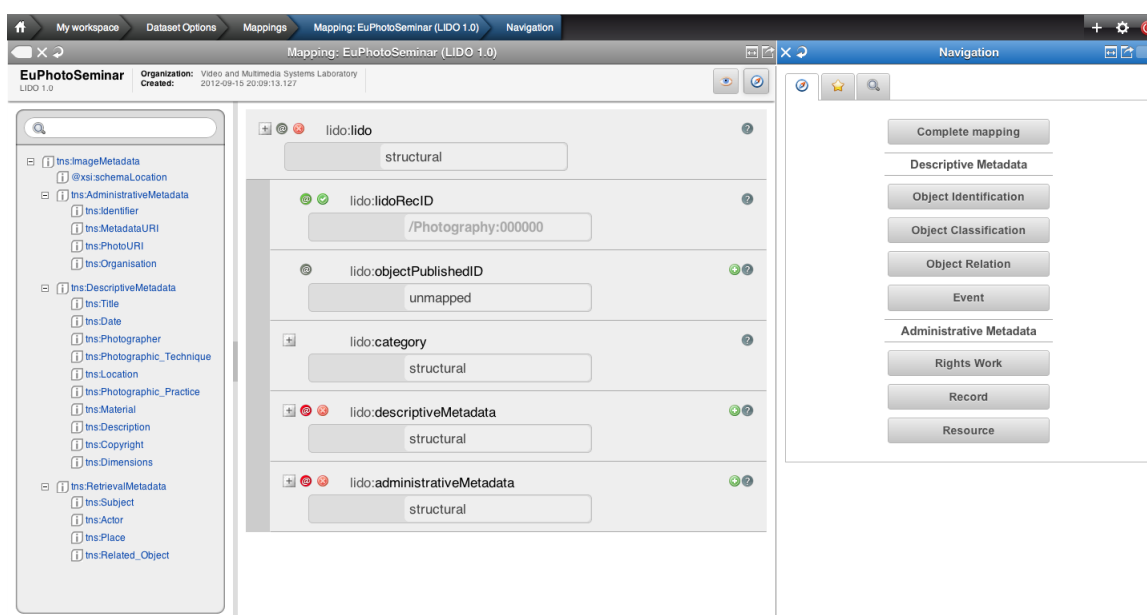 My workspace
Dataset Options
Mappings
Mapping: EuPhotoSeminar (LIDO 1.0)
Navigation
Mapping: EuPhotoSeminar (LIDO 1.0)
EuPhotoSeminar
LIDO 1.0
Organization: Video and Multimedia Systems Laboratory
Created: 2012-09-15 20:09:13.127
tns:ImageMetadata
@xsi:schemaLocation
tns:AdministrativeMetadata
tns:Identifier
tns:MetadataURI
tns:PhotoURI
tns:Organisation
tns:DescriptiveMetadata
tns:Title
tns:Date
tns:Photographer
tns:Photographic_Technique
tns:Location
tns:Photographic_Practice
tns:Material
tns:Description
tns:Copyright
tns:Dimensions
tns:RetrievalMetadata
tns:Subject
tns:Actor
tns:Place
tns:Related_Object
lido:lido
structural
lido:lidoRecID
/Photography:000000
lido:objectPublishedID
unmapped
lido:category
structural
lido:descriptiveMetadata
structural
lido:administrativeMetadata
structural
Navigation
Complete mapping
Descriptive Metadata
Object Identification
Object Classification
Object Relation
Event
Administrative Metadata
Rights Work
Record
Resource